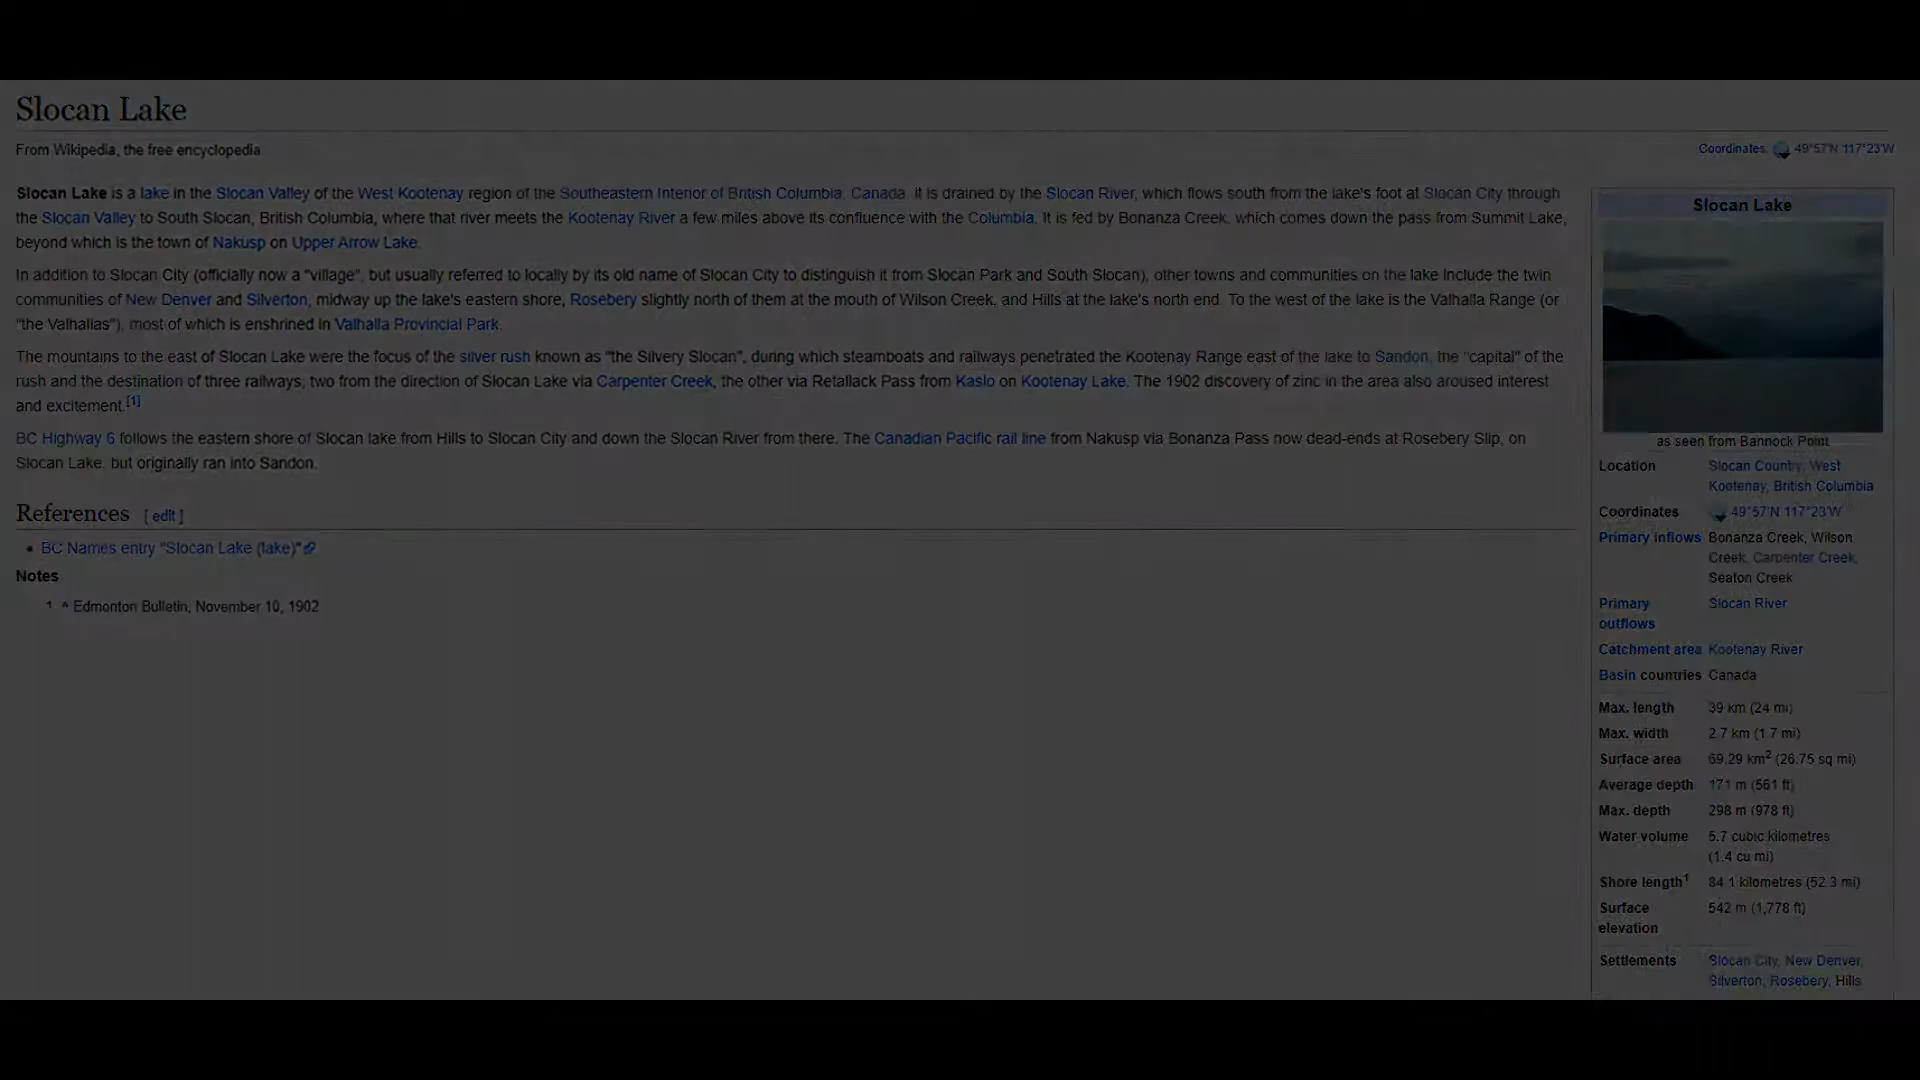 Slocan Lake
From Wikipedia, the free encyclopedia
Coordinates: 49°57′N 117°23′W
Slocan Lake is a lake in the Slocan Valley of the West Kootenay region of the Southeastern Interior of British Columbia, Canada. It is drained by the Slocan River, which flows south from the lake's foot at Slocan City through
the Slocan Valley to South Slocan, British Columbia, where that river meets the Kootenay River a few miles above its confluence with the Columbia. It is fed by Bonanza Creek, which comes down the pass from Summit Lake,
beyond which is the town of Nakusp on Upper Arrow Lake.
In addition to Slocan City (officially now a "village", but usually referred to locally by its old name of Slocan City to distinguish it from Slocan Park and South Slocan), other towns and communities on the lake include the twin
communities of New Denver and Silverton, midway up the lake's eastern shore, Rosebery slightly north of them at the mouth of Wilson Creek, and Hills at the lake's north end. To the west of the lake is the Valhalla Range (or
"the Valhallas"), most of which is enshrined in Valhalla Provincial Park.
The mountains to the east of Slocan Lake were the focus of the silver rush known as "the Silvery Slocan", during which steamboats and railways penetrated the Kootenay Range east of the lake to Sandon, the "capital" of the
rush and the destination of three railways, two from the direction of Slocan Lake via Carpenter Creek, the other via Retallack Pass from Kaslo on Kootenay Lake. The 1902 discovery of zinc in the area also aroused interest
and excitement.[1]
BC Highway 6 follows the eastern shore of Slocan lake from Hills to Slocan City and down the Slocan River from there. The Canadian Pacific rail line from Nakusp via Bonanza Pass now dead-ends at Rosebery Slip, on
Slocan Lake, but originally ran into Sandon.
References [ edit ]
• BC Names entry "Slocan Lake (lake)"
Notes
1. ^ Edmonton Bulletin, November 10, 1902
Slocan Lake
as seen from Bannock Point
Location Slocan Country, West
Kootenay, British Columbia
Coordinates 49°57′N 117°23′W
Primary inflows Bonanza Creek, Wilson
Creek, Carpenter Creek,
Seaton Creek
Primary Slocan River
outflows
Catchment area Kootenay River
Basin countries Canada
Max. length 39 km (24 mi)
Max. width 2.7 km (1.7 mi)
Surface area 69.29 km² (26.75 sq mi)
Average depth 171 m (561 ft)
Max. depth 298 m (978 ft)
Water volume 5.7 cubic kilometres
(1.4 cu mi)
Shore length¹ 84.1 kilometres (52.3 mi)
Surface 542 m (1,778 ft)
elevation
Settlements Slocan City, New Denver,
Silverton, Rosebery, Hills